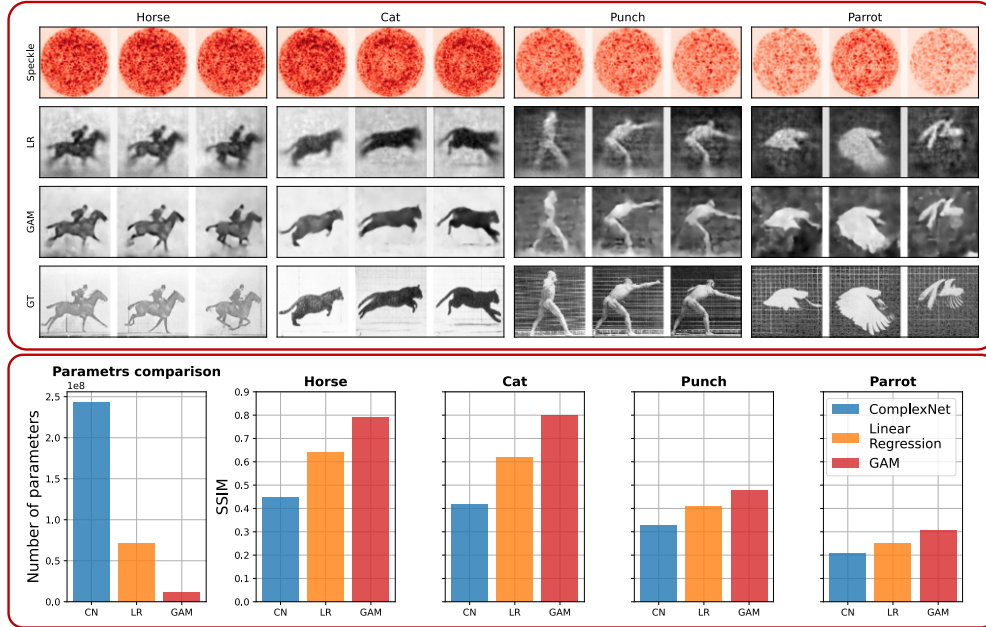 Horse Cat Punch Parrot
Speckle
LR
GAM
GT
Parametrs comparison
1e8
Number of parameters
2.5
2.0
1.5
1.0
0.5
0.0
CN LR GAM
Horse
SSIM
0.9
0.8
0.7
0.6
0.5
0.4
0.3
0.2
0.1
0.0
CN LR GAM
Cat
CN LR GAM
Punch
CN LR GAM
Parrot
ComplexNet
Linear
Regression
GAM
CN LR GAM